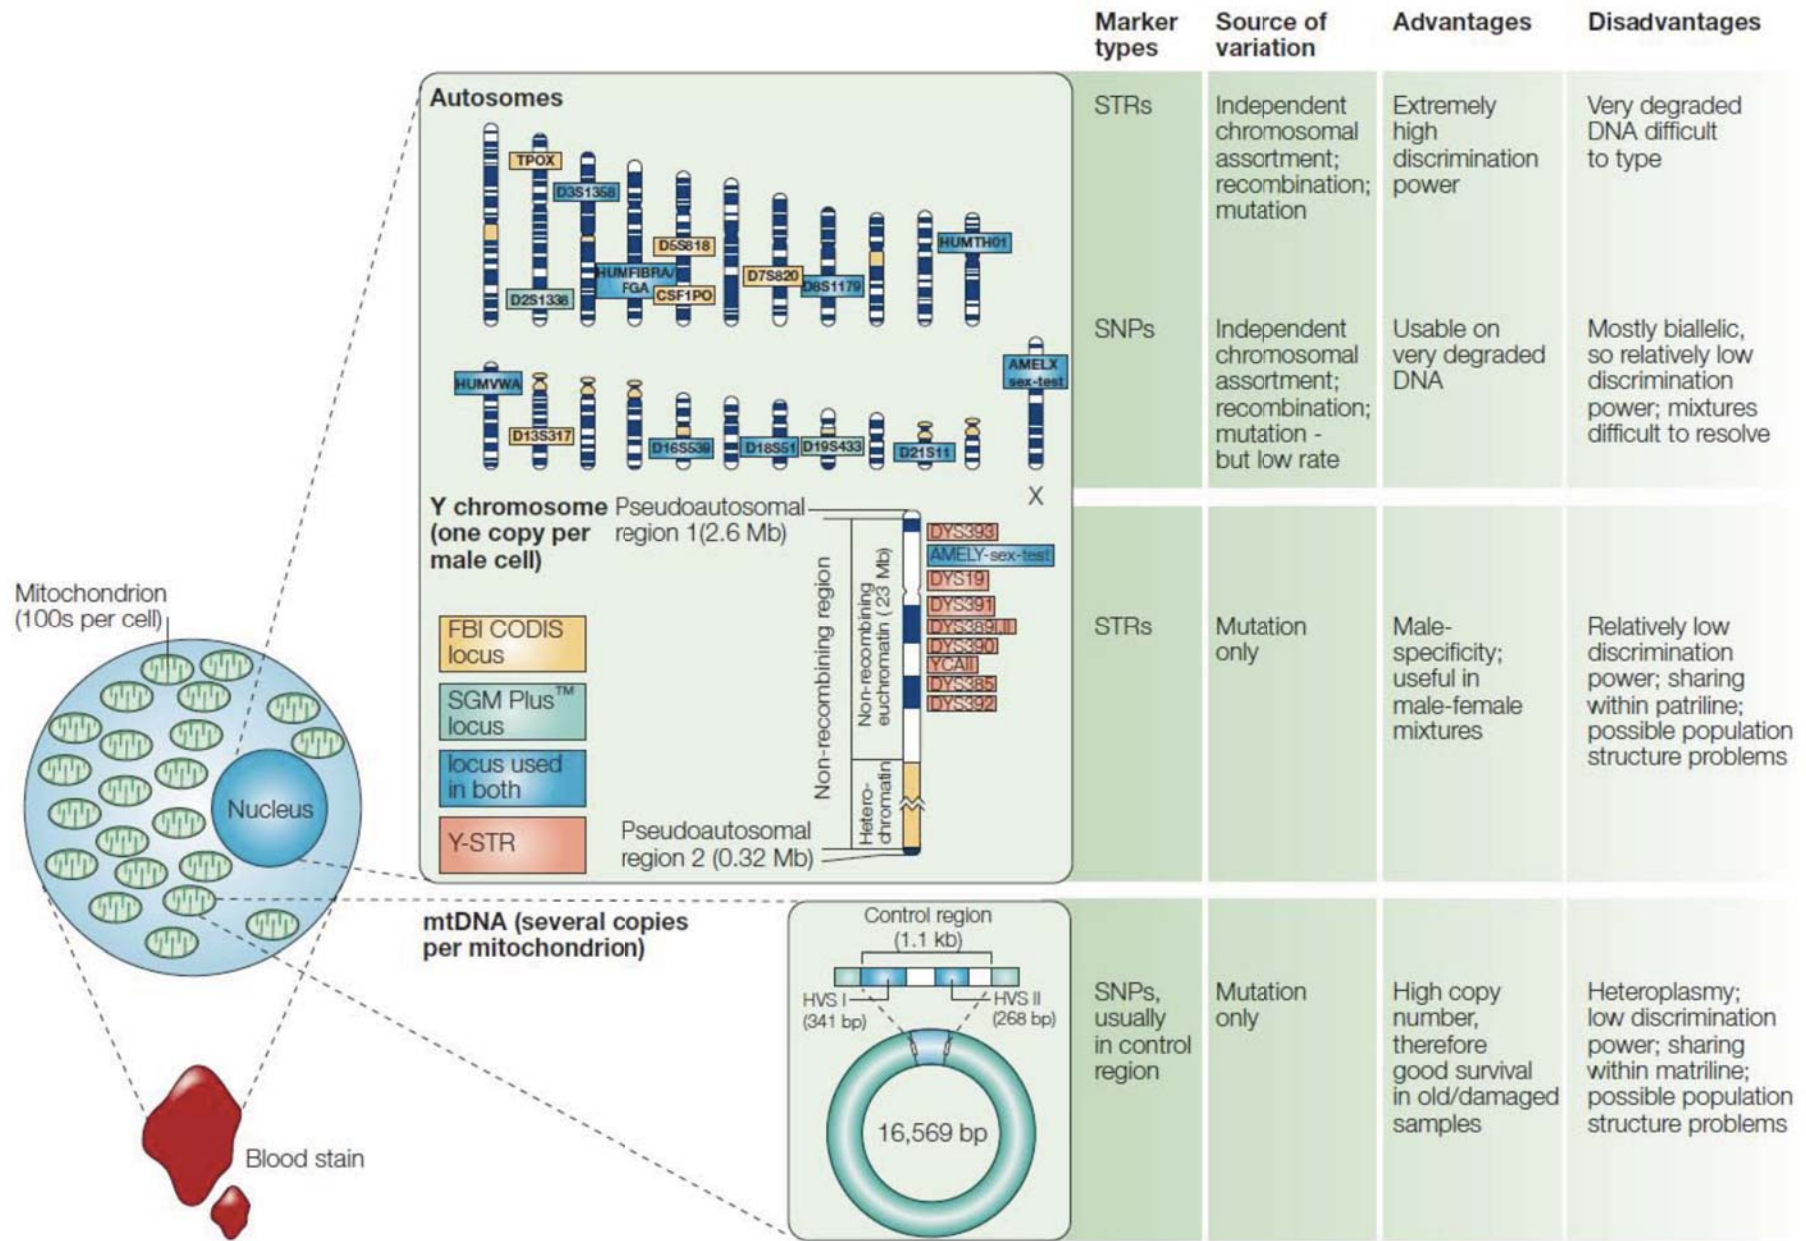 Marker
types
Source of
variation
Advantages
Disadvantages
Autosomes
TPOX
D3S1358
D5S818
HUMTH01
HUMFIBRA/
FGA
D7S820
D8S1179
CSF1PO
D2S1338
AMELX
sex-test
HUMVWA
D13S317
D16S539
D18S51
D19S433
D21S11
X
STRs
Independent
chromosomal
assortment;
recombination;
mutation
Extremely
high
discrimination
power
Very degraded
DNA difficult
to type
SNPs
Independent
chromosomal
assortment;
recombination;
mutation -
but low rate
Usable on
very degraded
DNA
Mostly biallelic,
so relatively low
discrimination
power; mixtures
difficult to resolve
Y chromosome
(one copy per
male cell)
Pseudoautosomal
region 1(2.6 Mb)
Non-recombining region
Non-recombining
euchromatin ( 23 Mb)
Hetero-
chromatin
DYS393
AMELY-sex-test
DYS19
DYS391
DYS389I,II
DYS390
YCAII
DYS385
DYS392
FBI CODIS
locus
SGM Plus™
locus
locus used
in both
Y-STR
Pseudoautosomal
region 2 (0.32 Mb)
STRs
Mutation
only
Male-
specificity;
useful in
male-female
mixtures
Relatively low
discrimination
power; sharing
within patriline;
possible population
structure problems
Mitochondrion
(100s per cell)
Nucleus
Blood stain
mtDNA (several copies
per mitochondrion)
Control region
(1.1 kb)
HVS I
(341 bp)
HVS II
(268 bp)
16,569 bp
SNPs,
usually
in control
region
Mutation
only
High copy
number,
therefore
good survival
in old/damaged
samples
Heteroplasmy;
low discrimination
power; sharing
within matriline;
possible population
structure problems